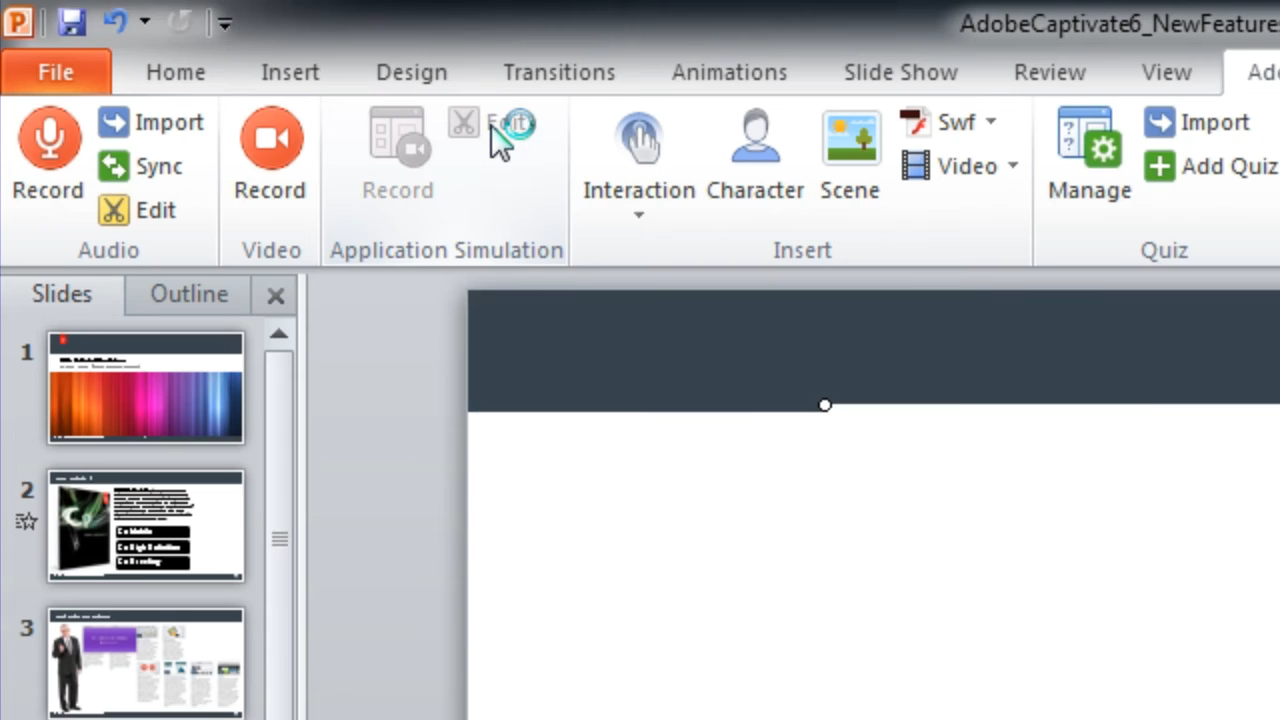 AdobeCaptivate6_NewFeature
File Home Insert Design Transitions Animations Slide Show Review View
Import Swf Import
Sync Video Add Quiz
Record Record Record Interaction Character Scene Manage
Edit
Audio Video Application Simulation Insert Quiz
Slides Outline
1
2
3